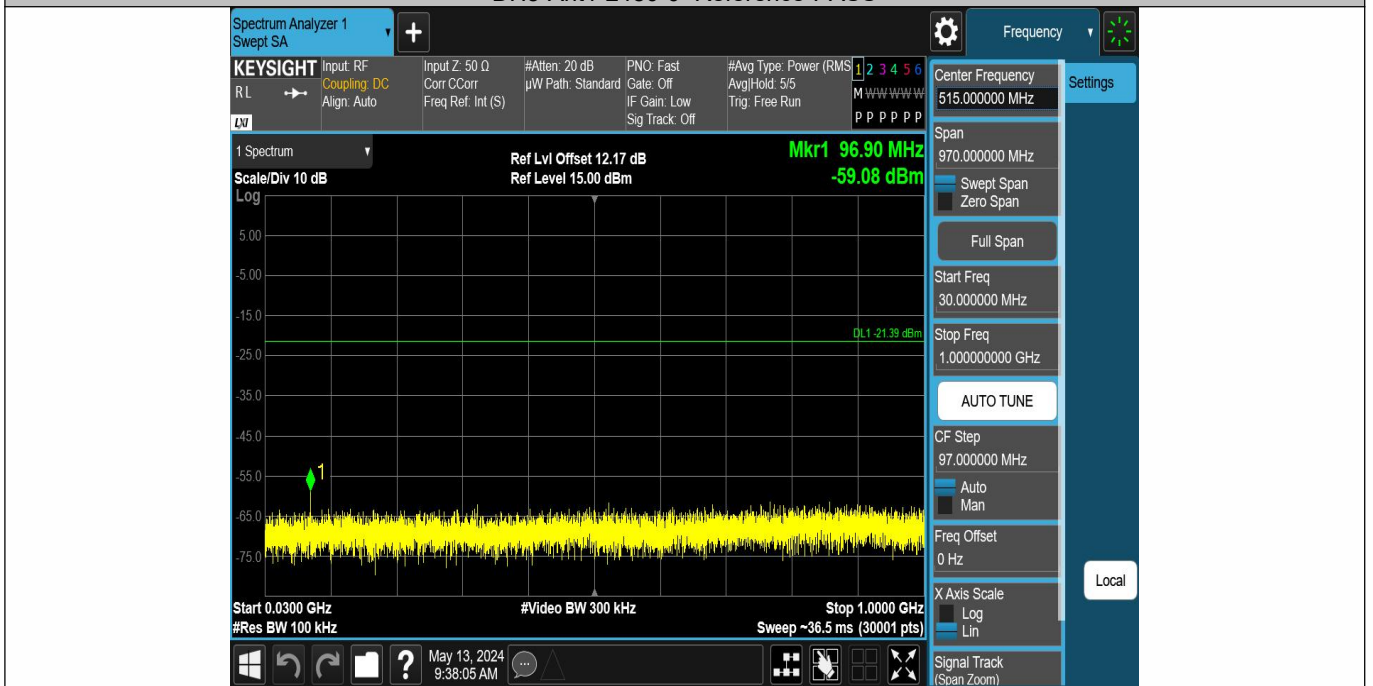 Spectrum Analyzer 1
Swept SA
+
Frequency
KEYSIGHT
RL
LXI
Input: RF
Coupling: DC
Align: Auto
Input Z: 50 Ω
Corr CCorr
Freq Ref: Int (S)
#Atten: 20 dB
µW Path: Standard
PNO: Fast
Gate: Off
IF Gain: Low
Sig Track: Off
#Avg Type: Power (RMS
Avg|Hold: 5/5
Trig: Free Run
1 2 3 4 5 6
M W W W W W
P P P P P P
1 Spectrum
Scale/Div 10 dB
Ref Lvl Offset 12.17 dB
Ref Level 15.00 dBm
Mkr1 96.90 MHz
-59.08 dBm
Log
5.00
-5.00
-15.0
DL1 -21.39 dBm
-25.0
-35.0
-45.0
-55.0
1
-65.0
-75.0
Start 0.0300 GHz
#Res BW 100 kHz
#Video BW 300 kHz
Stop 1.0000 GHz
Sweep ~36.5 ms (30001 pts)
?
May 13, 2024
9:38:05 AM
Center Frequency
515.000000 MHz
Settings
Span
970.000000 MHz
Swept Span
Zero Span
Full Span
Start Freq
30.000000 MHz
Stop Freq
1.000000000 GHz
AUTO TUNE
CF Step
97.000000 MHz
Auto
Man
Freq Offset
0 Hz
X Axis Scale
Log
Lin
Local
Signal Track
(Span Zoom)